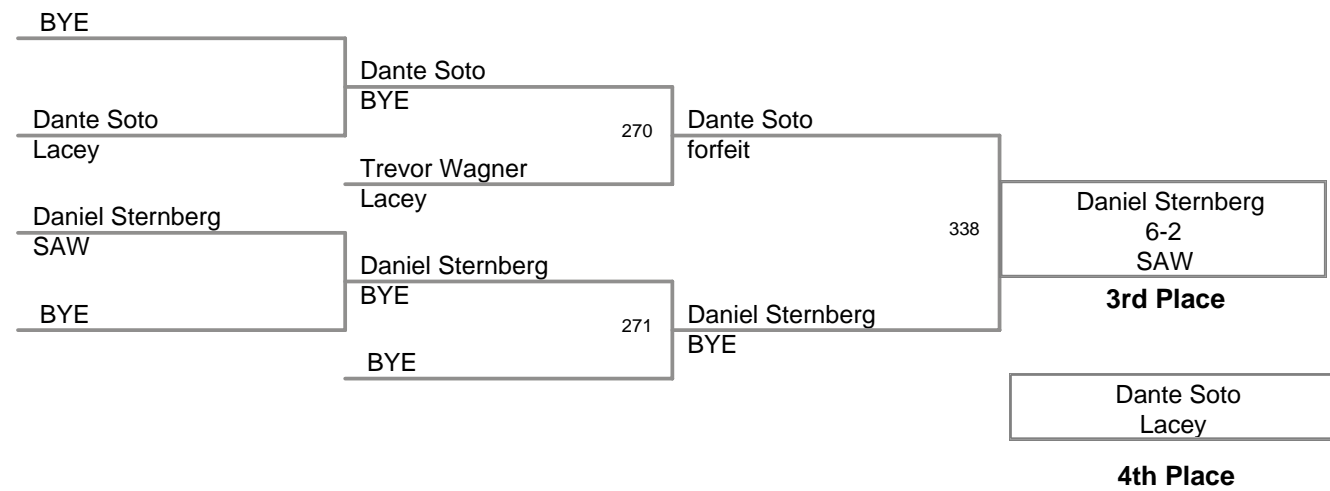 BYE
Dante Soto
BYE
Dante Soto
Lacey
270
Dante Soto
forfeit
Trevor Wagner
Lacey
Daniel Sternberg
SAW
338
Daniel Sternberg
6-2
SAW
3rd Place
Daniel Sternberg
BYE
BYE
271
Daniel Sternberg
BYE
BYE
Dante Soto
Lacey
4th Place